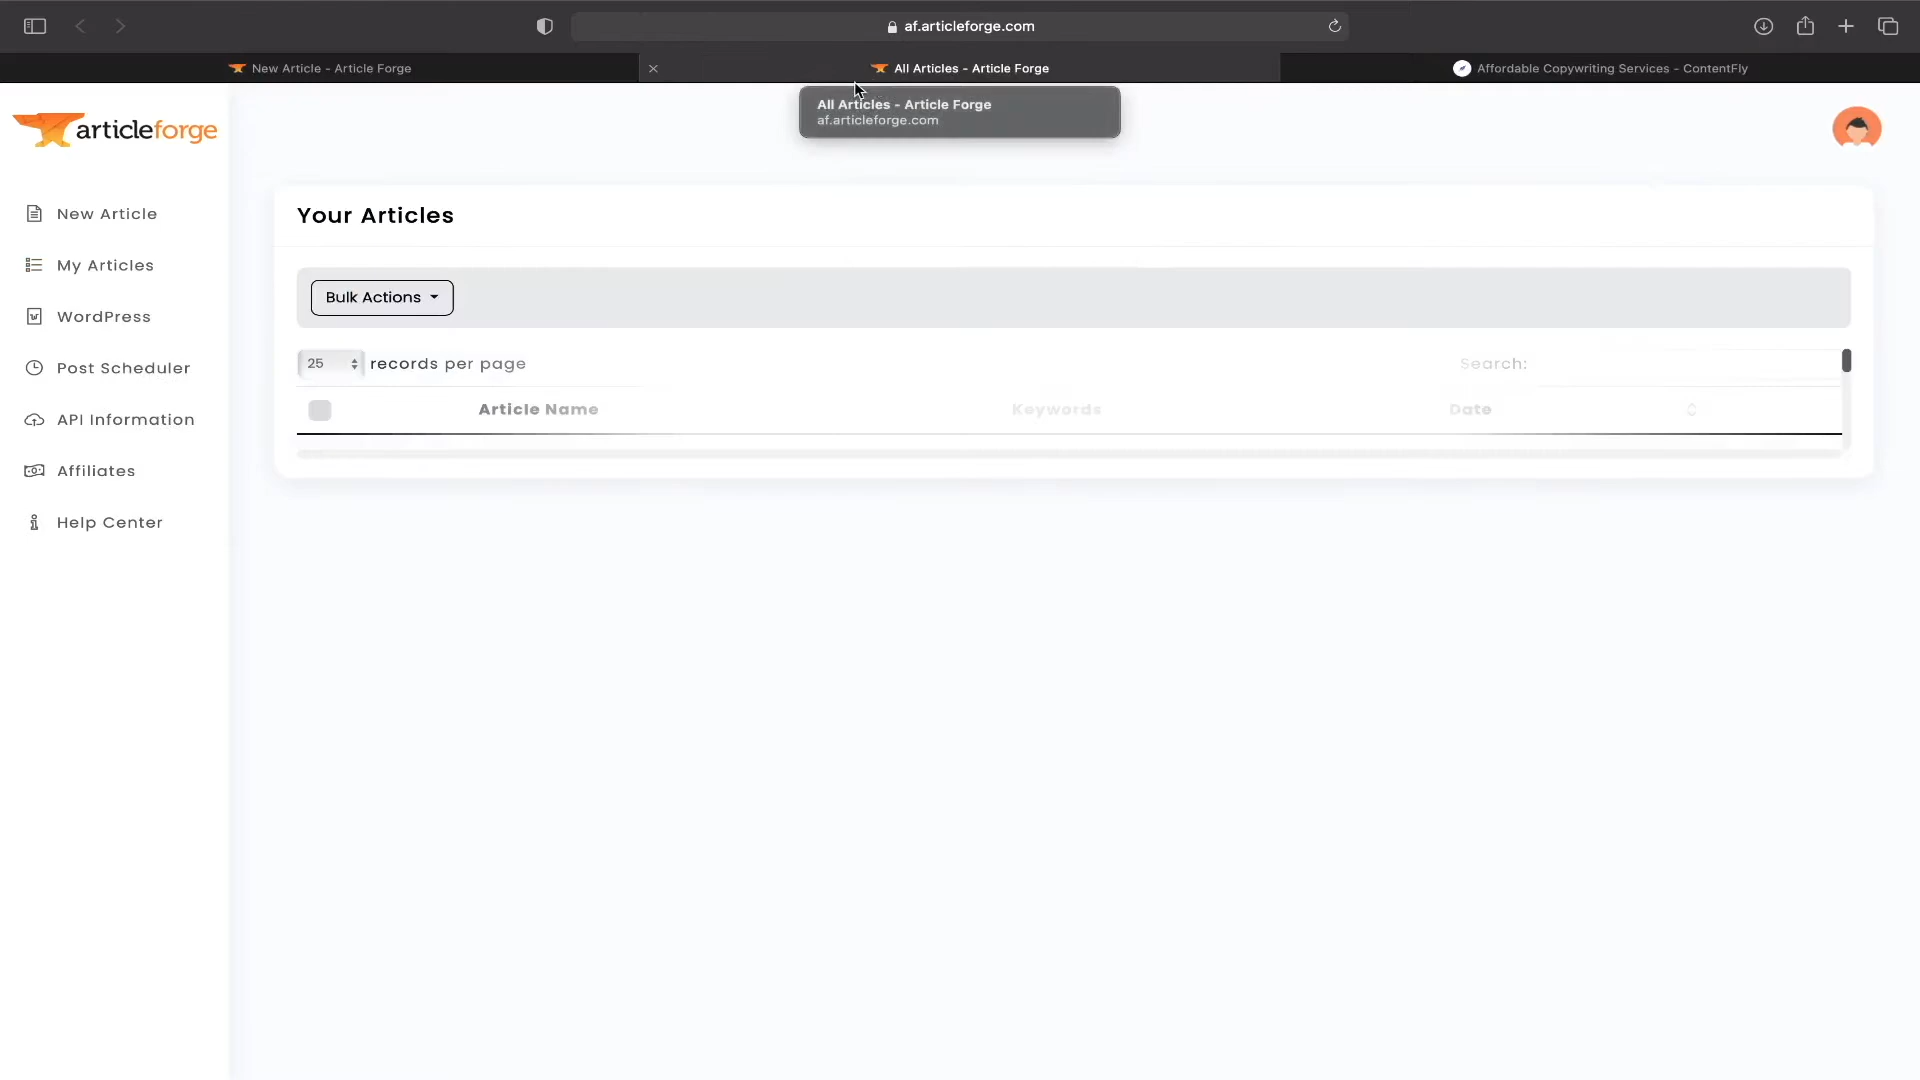 af.articleforge.com
New Article - Article Forge
All Articles - Article Forge
Affordable Copywriting Services - ContentFly
All Articles - Article Forge
af.articleforge.com
articleforge
New Article
My Articles
WordPress
Post Scheduler
API Information
Affiliates
Help Center
Your Articles
Bulk Actions
25 records per page
Search:
Article Name Keywords Date